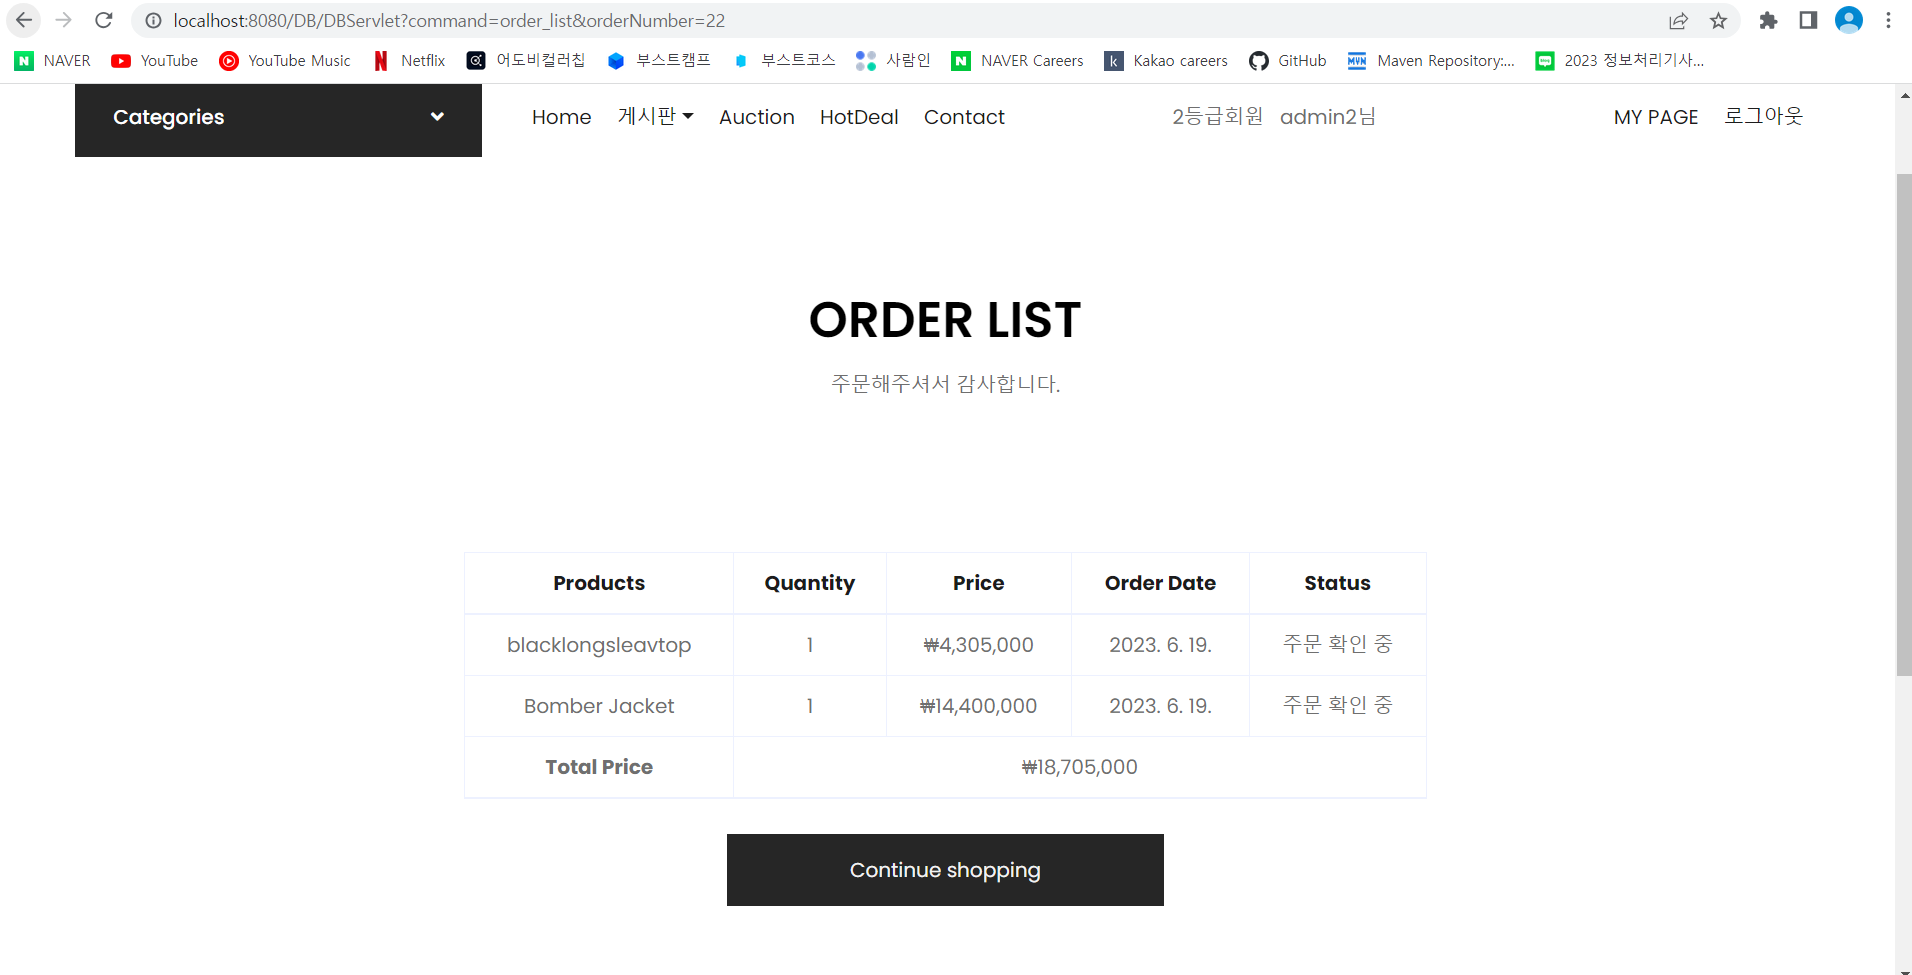 localhost:8080/DB/DBServlet?command=order_list&orderNumber=22
NAVER YouTube YouTube Music Netflix 어도비컬러칩 부스트캠프 부스트코스 사람인 NAVER Careers Kakao careers GitHub Maven Repository:... 2023 정보처리기사...
Categories Home 게시판 Auction HotDeal Contact 2등급회원 admin2님 MY PAGE 로그아웃
ORDER LIST
주문해주셔서 감사합니다.
Products Quantity Price Order Date Status
blacklongsleavtop 1 ₩4,305,000 2023. 6. 19. 주문 확인 중
Bomber Jacket 1 ₩14,400,000 2023. 6. 19. 주문 확인 중
Total Price ₩18,705,000
Continue shopping